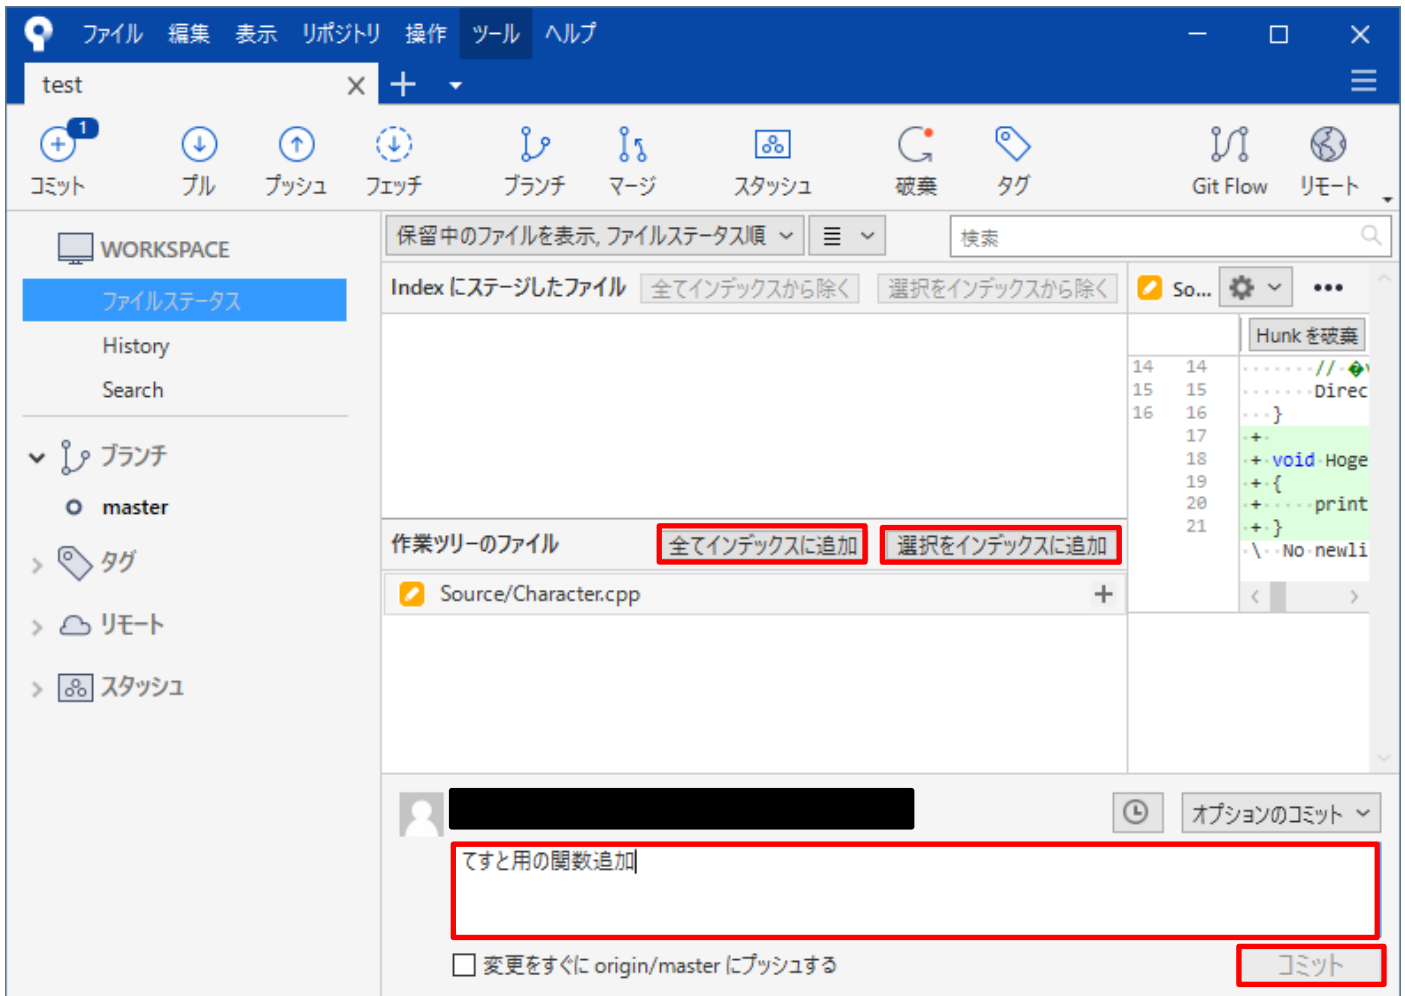 ファイル 編集 表示 リポジトリ 操作 ツール ヘルプ
test
1
コミット プル プッシュ フェッチ ブランチ マージ スタッシュ 破棄 タグ Git Flow リモート
WORKSPACE
ファイルステータス
History
Search
ブランチ
master
タグ
リモート
スタッシュ
保留中のファイルを表示, ファイルステータス順
検索
Index にステージしたファイル 全てインデックスから除く 選択をインデックスから除く
作業ツリーのファイル 全てインデックスに追加 選択をインデックスに追加
Source/Character.cpp
So...
Hunk を破棄
14 14 //
15 15 Direc
16 16 }
17 +
18 + void Hoge
19 + {
20 + print
21 + }
\ No newli
オプションのコミット
てすと用の関数追加
変更をすぐに origin/master にプッシュする
コミット